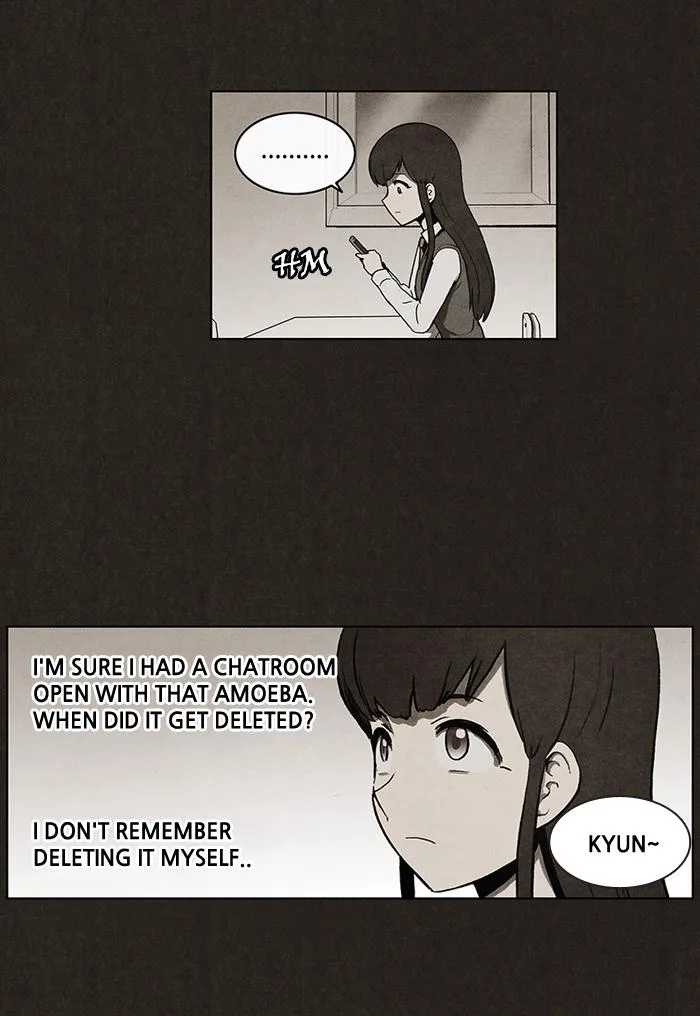 ..........
HM
I'M SURE I HAD A CHATROOM
OPEN WITH THAT AMOEBA.
WHEN DID IT GET DELETED?
I DON'T REMEMBER
DELETING IT MYSELF..
KYUN~